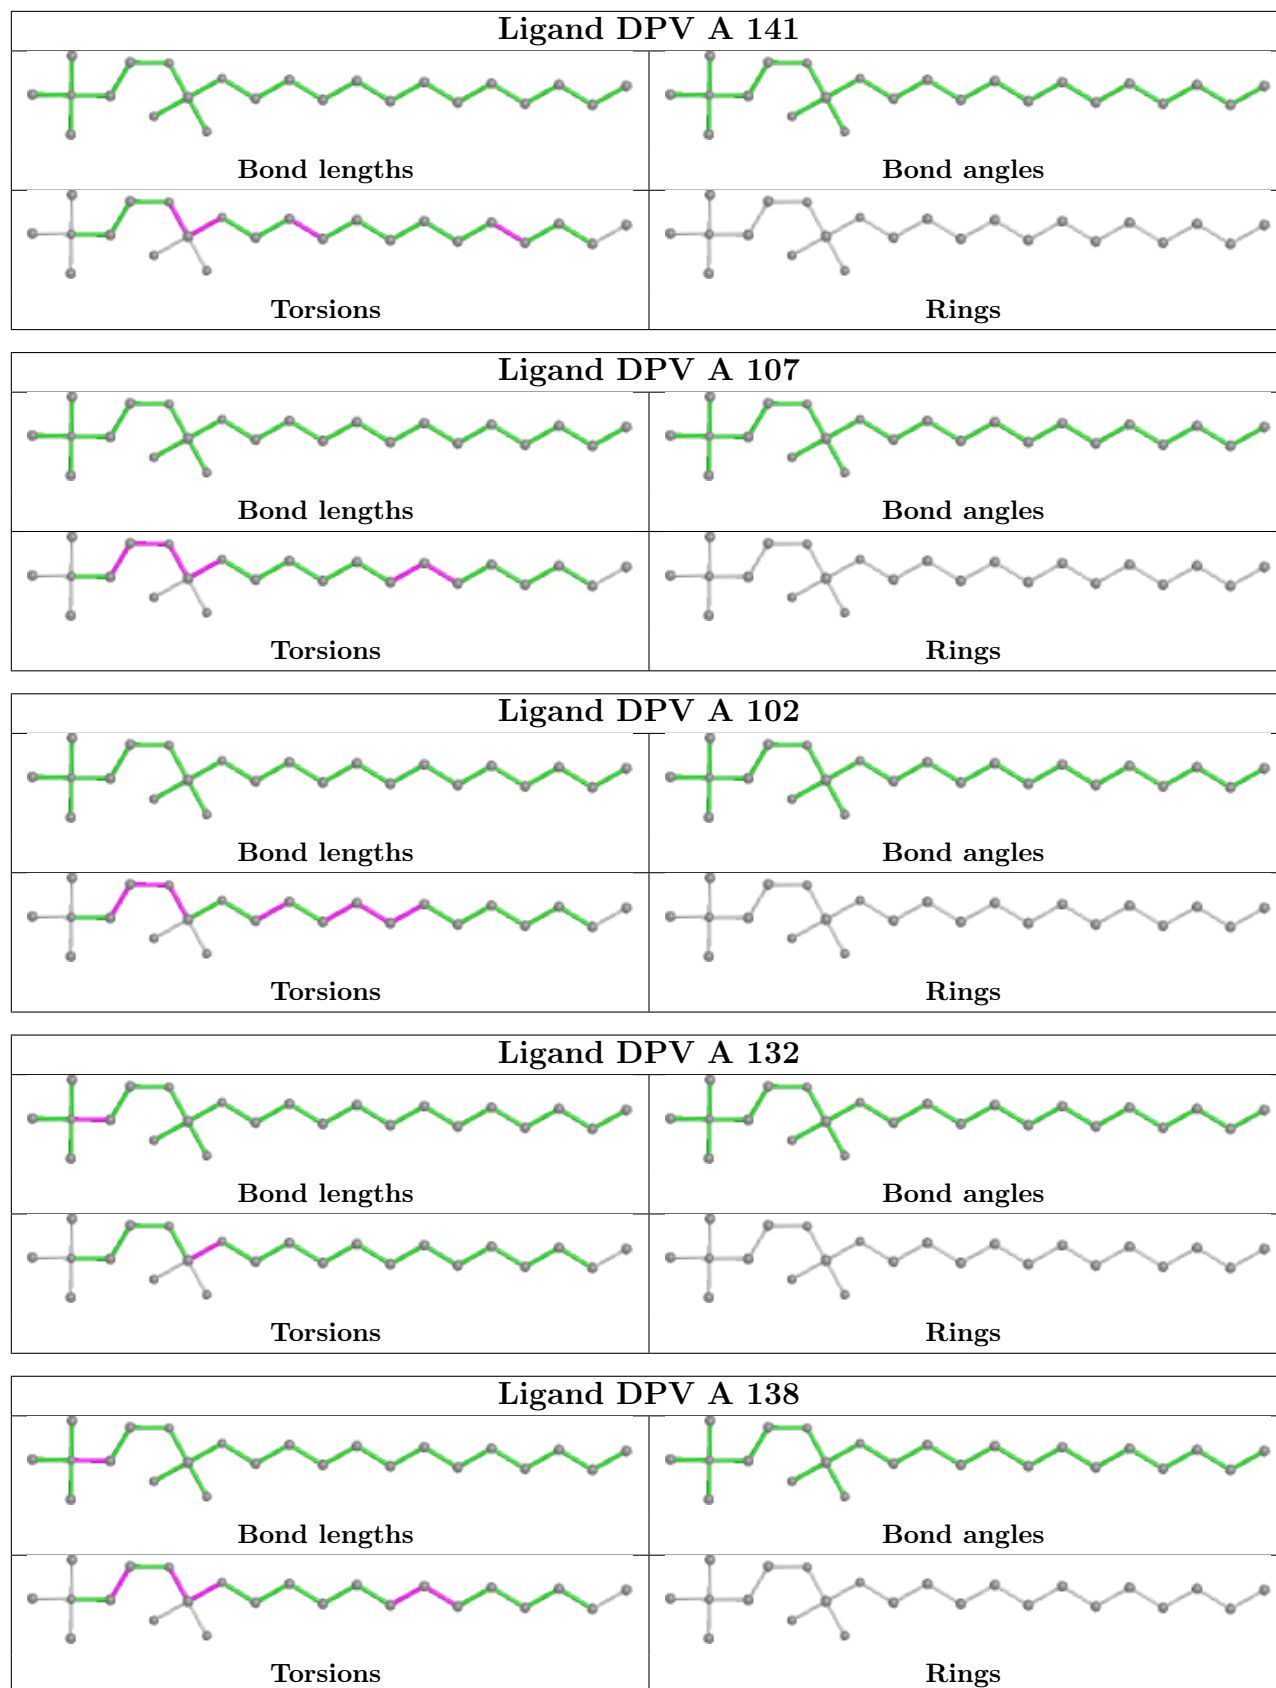 Ligand DPV A 141
Bond lengths
Bond angles
Torsions
Rings
Ligand DPV A 107
Bond lengths
Bond angles
Torsions
Rings
Ligand DPV A 102
Bond lengths
Bond angles
Torsions
Rings
Ligand DPV A 132
Bond lengths
Bond angles
Torsions
Rings
Ligand DPV A 138
Bond lengths
Bond angles
Torsions
Rings